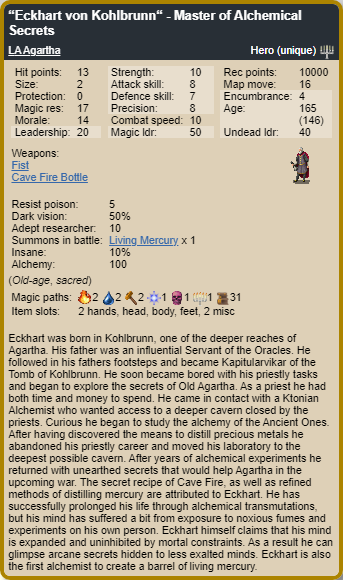 “Eckhart von Kohlbrunn“ - Master of Alchemical
Secrets
LA Agartha Hero (unique)
Hit points: 13 Strength: 10 Rec points: 10000
Size: 2 Attack skill: 8 Map move: 16
Protection: 0 Defence skill: 7 Encumbrance: 4
Magic res: 17 Precision: 8 Age: 165
Morale: 14 Combat speed: 10 (146)
Leadership: 20 Magic ldr: 50 Undead ldr: 40
Weapons:
Fist
Cave Fire Bottle
Resist poison: 5
Dark vision: 50%
Adept researcher: 10
Summons in battle: Living Mercury x 1
Insane: 10%
Alchemy: 100
(Old-age, sacred)
Magic paths: 2 2 2 1 1 1 31
Item slots: 2 hands, head, body, feet, 2 misc
Eckhart was born in Kohlbrunn, one of the deeper reaches of
Agartha. His father was an influential Servant of the Oracles. He
followed in his fathers footsteps and became Kapitularvikar of the
Tomb of Kohlbrunn. He soon became bored with his priestly tasks
and began to explore the secrets of Old Agartha. As a priest he had
both time and money to spend. He came in contact with a Ktonian
Alchemist who wanted access to a deeper cavern closed by the
priests. Curious he began to study the alchemy of the Ancient Ones.
After having discovered the means to distill precious metals he
abandoned his priestly career and moved his laboratory to the
deepest possible cavern. After years of alchemical experiments he
returned with unearthed secrets that would help Agartha in the
upcoming war. The secret recipe of Cave Fire, as well as refined
methods of distilling mercury are attributed to Eckhart. He has
successfully prolonged his life through alchemical transmutations,
but his mind has suffered a bit from exposure to noxious fumes and
experiments on his own person. Eckhart himself claims that his mind
is expanded and uninhibited by mortal constraints. As a result he can
glimpse arcane secrets hidden to less exalted minds. Eckhart is also
the first alchemist to create a barrel of living mercury.